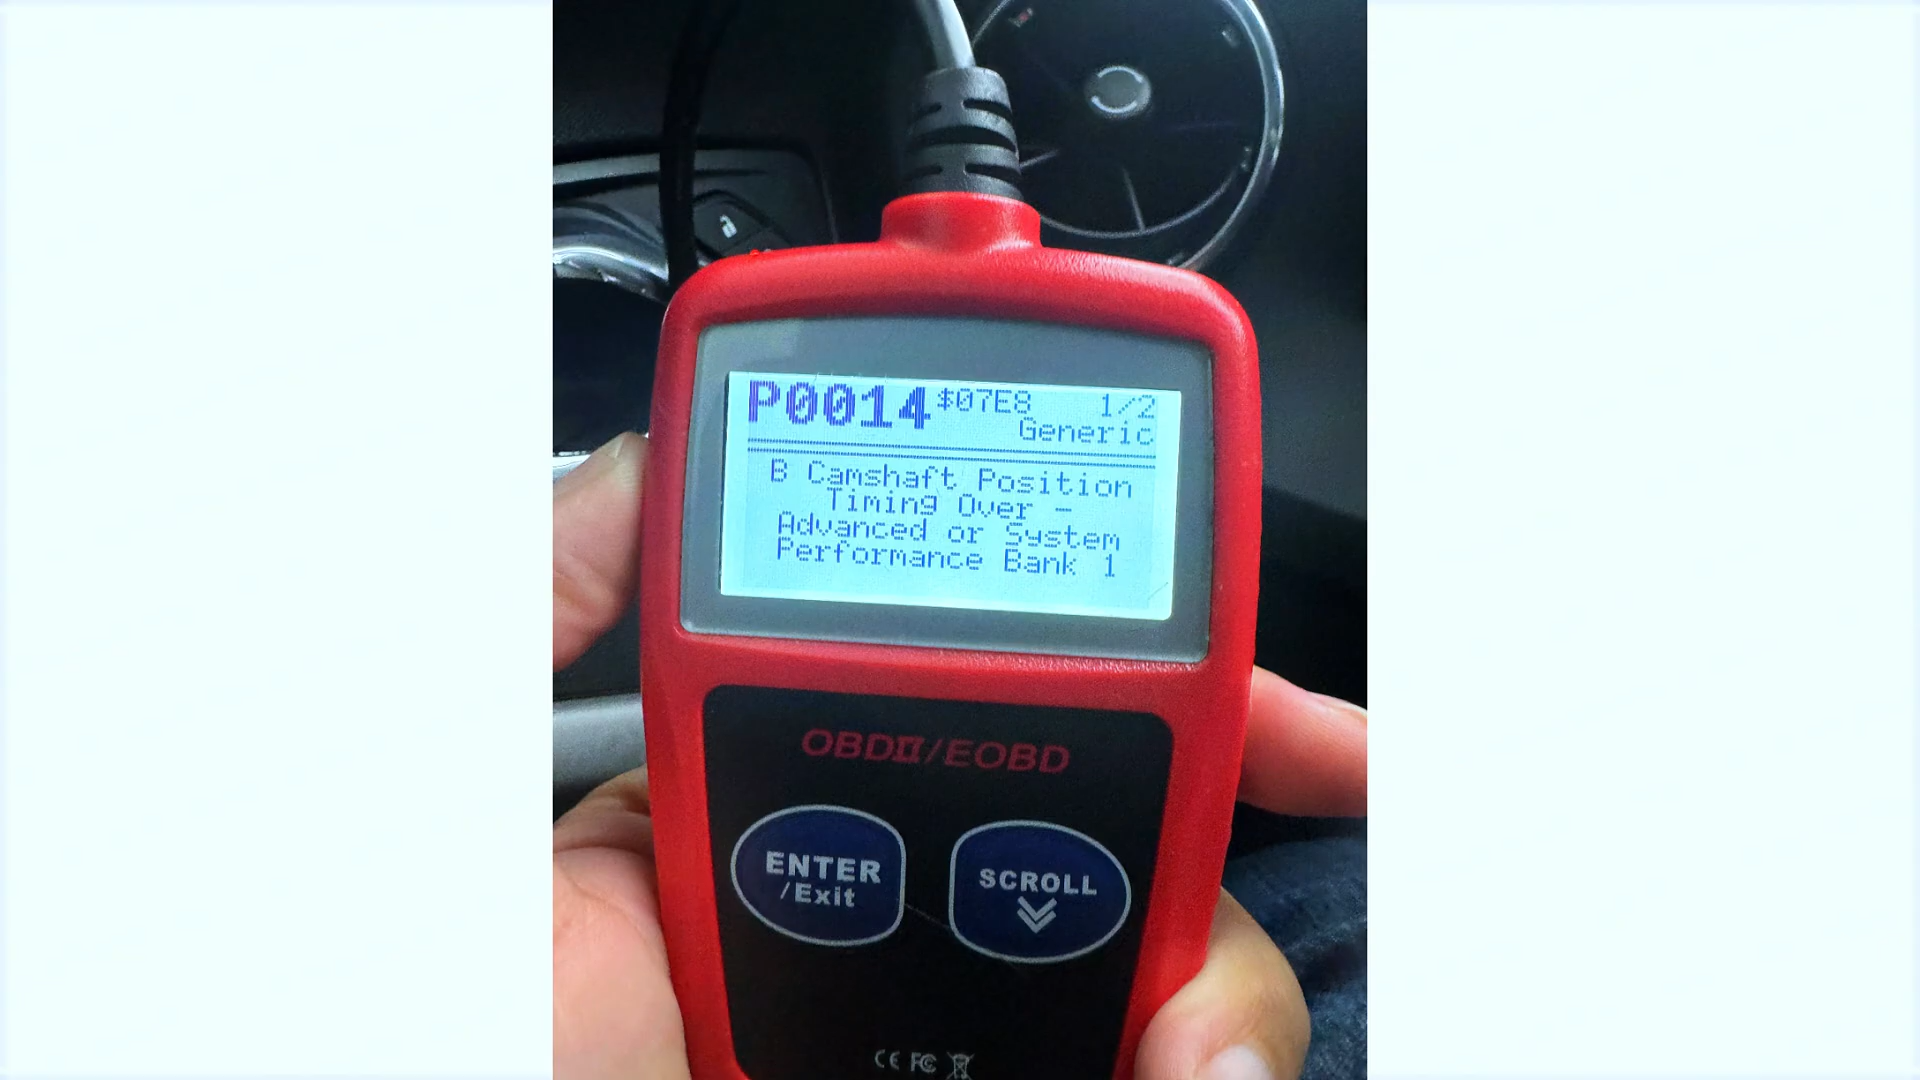 P0014 $07E8 1/2
Generic
B Camshaft Position
Timing Over -
Advanced or System
Performance Bank 1
OBDII/EOBD
ENTER
/Exit
SCROLL
CE FC